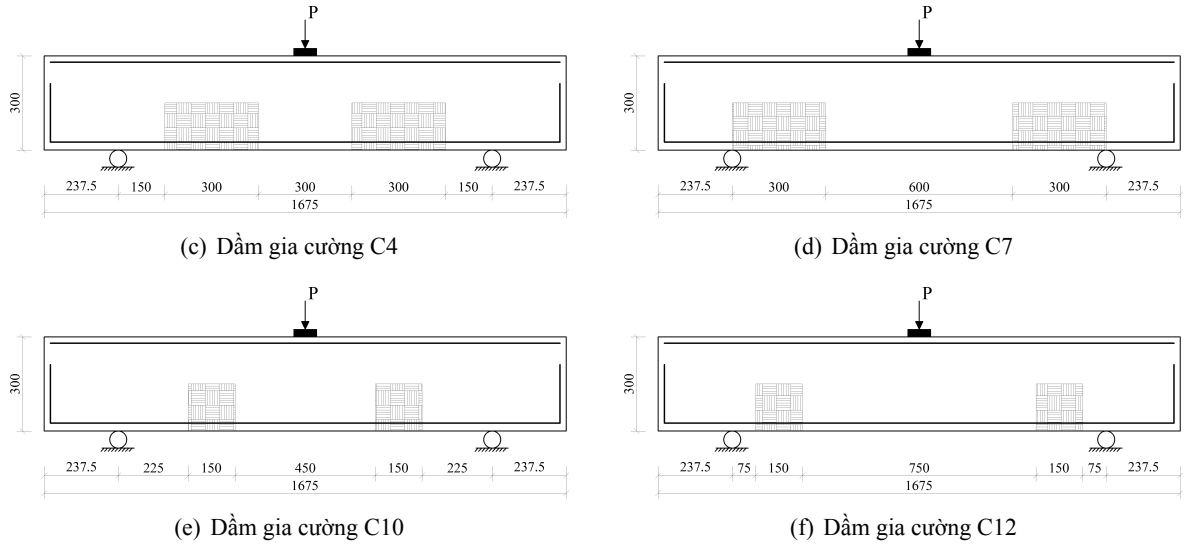 P
300
237.5 150 300 300 300 150 237.5
1675
(c) Dầm gia cường C4
P
300
237.5 300 600 300 237.5
1675
(d) Dầm gia cường C7
P
300
237.5 225 150 450 150 225 237.5
1675
(e) Dầm gia cường C10
P
300
237.5 75 150 750 150 75 237.5
1675
(f) Dầm gia cường C12